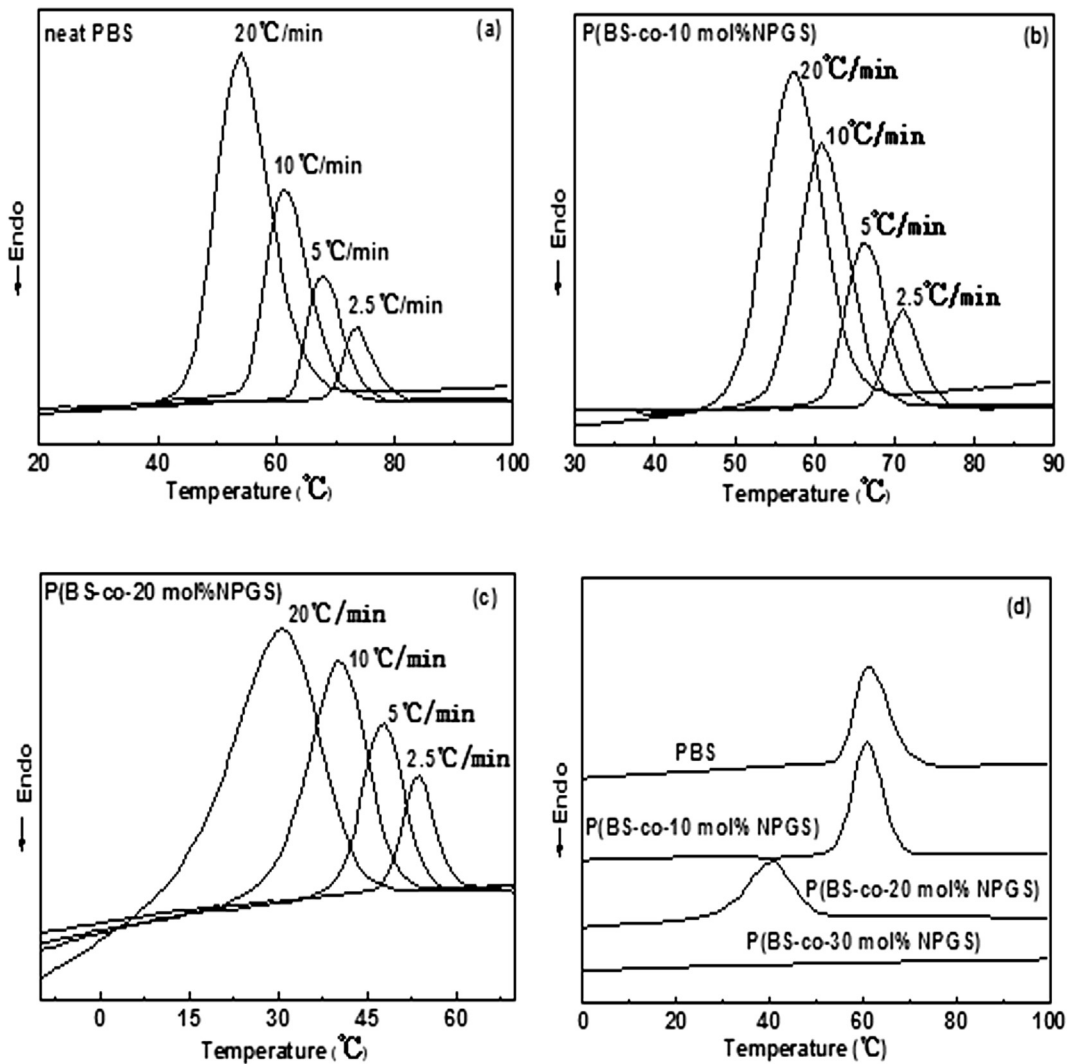 neat PBS
(a)
20℃/min
10℃/min
5℃/min
2.5℃/min
←Endo
20 40 60 80 100
Temperature (℃)
P(BS-co-10 mol%NPGS)
(b)
20℃/min
10℃/min
5℃/min
2.5℃/min
←Endo
30 40 50 60 70 80 90
Temperature (℃)
P(BS-co-20 mol%NPGS)
(c)
20℃/min
10℃/min
5℃/min
2.5℃/min
← Endo
0 15 30 45 60
Temperature (℃)
(d)
PBS
P(BS-co-10 mol% NPGS)
P(BS-co-20 mol% NPGS)
P(BS-co-30 mol% NPGS)
←Endo
0 20 40 60 80 100
Temperature (℃)